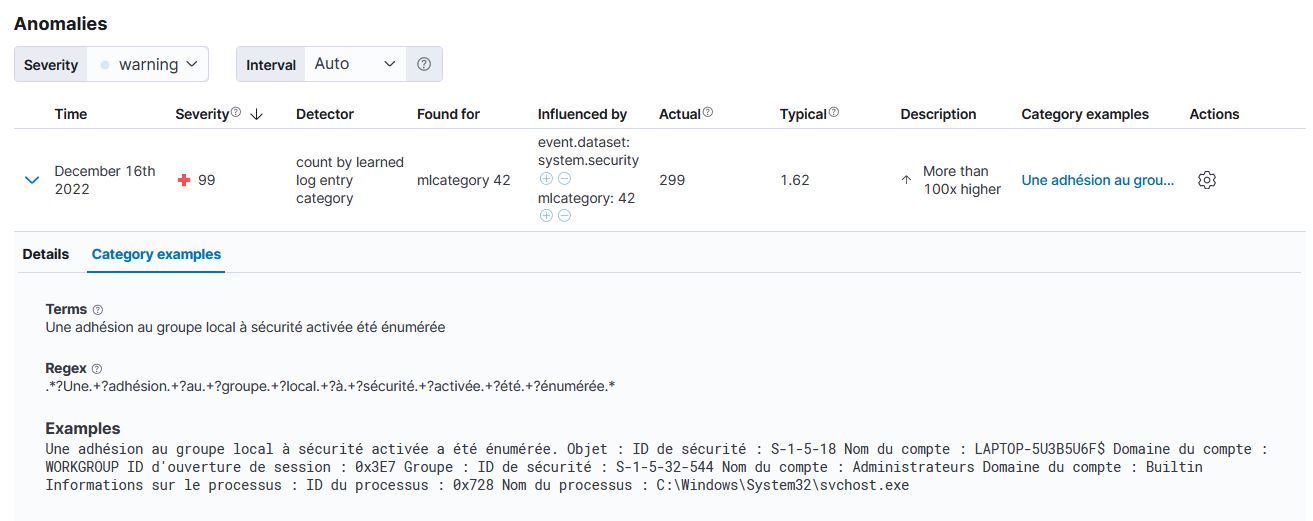 Anomalies
Severity warning Interval Auto
Time Severity Detector Found for Influenced by Actual Typical Description Category examples Actions
December 16th 2022
99
count by learned log entry category
mlcategory 42
event.dataset: system.security
mlcategory: 42
299
1.62
More than 100x higher
Une adhésion au grou...
Details Category examples
Terms
Une adhésion au groupe local à sécurité activée été énumérée
Regex
.*?Une.+?adhésion.+?au.+?groupe.+?local.+?à.+?sécurité.+?activée.+?été.+?énumérée.*
Examples
Une adhésion au groupe local à sécurité activée a été énumérée. Objet : ID de sécurité : S-1-5-18 Nom du compte : LAPTOP-5U3B5U6F$ Domaine du compte :
WORKGROUP ID d'ouverture de session : 0x3E7 Groupe : ID de sécurité : S-1-5-32-544 Nom du compte : Administrateurs Domaine du compte : Builtin
Informations sur le processus : ID du processus : 0x728 Nom du processus : C:\Windows\System32\svchost.exe